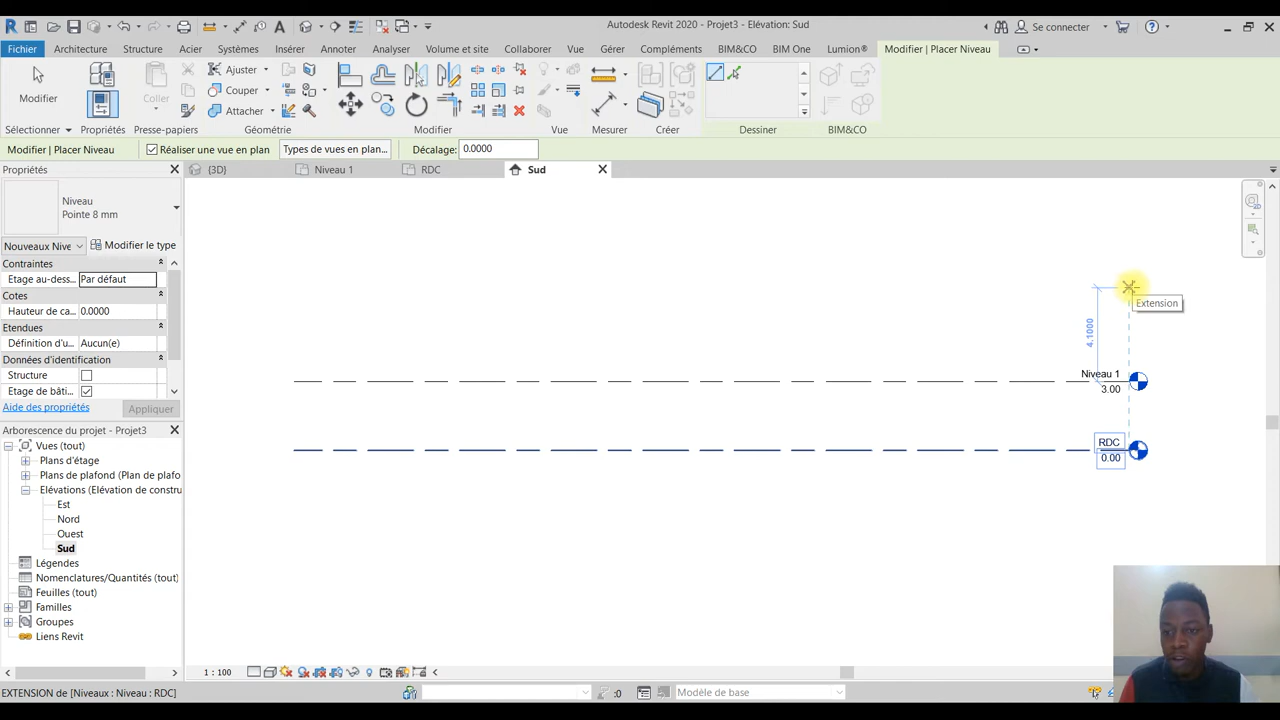 Autodesk Revit 2020 - Projet3 - Elévation: Sud
Se connecter
Fichier Architecture Structure Acier Systèmes Insérer Annoter Analyser Volume et site Collaborer Vue Gérer Compléments BIM&CO BIM One Lumion® Modifier | Placer Niveau
Modifier
Coller
Ajuster
Couper
Attacher
Sélectionner Propriétés Presse-papiers Géométrie Modifier Vue Mesurer Créer Dessiner BIM&CO
Modifier | Placer Niveau Réaliser une vue en plan Types de vues en plan... Décalage: 0.0000
Propriétés
{3D} Niveau 1 RDC Sud
Niveau
Pointe 8 mm
Nouveaux Nive Modifier le type
Contraintes
Etage au-dess... Par défaut
Cotes
Hauteur de ca... 0.0000
Etendues
Définition d'u... Aucun(e)
Données d'identification
Structure
Etage de bâti...
Aide des propriétés Appliquer
Arborescence du projet - Projet3
Vues (tout)
Plans d'étage
Plans de plafond (Plan de plafo
Elévations (Elévation de constru
Est
Nord
Ouest
Sud
Légendes
Nomenclatures/Quantités (tout)
Feuilles (tout)
Familles
Groupes
Liens Revit
Extension
4.1000
Niveau 1
3.00
RDC
0.00
1 : 100
EXTENSION de [Niveaux : Niveau : RDC]
:0
Modèle de base